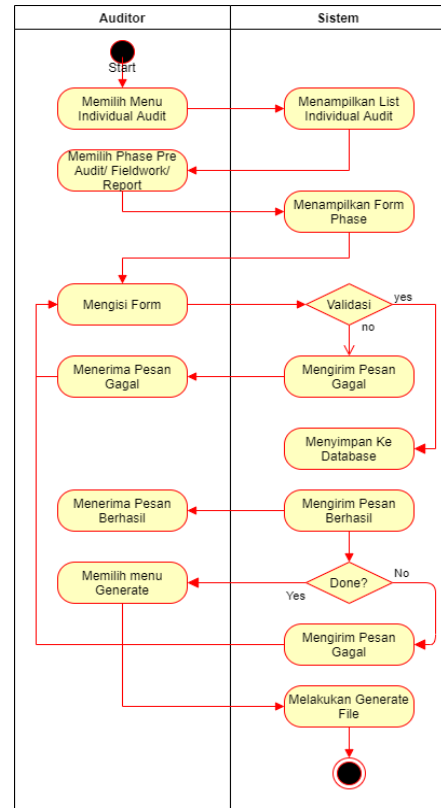 Auditor
Sistem
Start
Memilih Menu
Individual Audit
Menampilkan List
Individual Audit
Memilih Phase Pre
Audit/ Fieldwork/
Report
Menampilkan Form
Phase
Mengisi Form
Validasi
yes
no
Menerima Pesan
Gagal
Mengirim Pesan
Gagal
Menyimpan Ke
Database
Menerima Pesan
Berhasil
Mengirim Pesan
Berhasil
Memilih menu
Generate
Done?
No
Yes
Mengirim Pesan
Gagal
Melakukan Generate
File